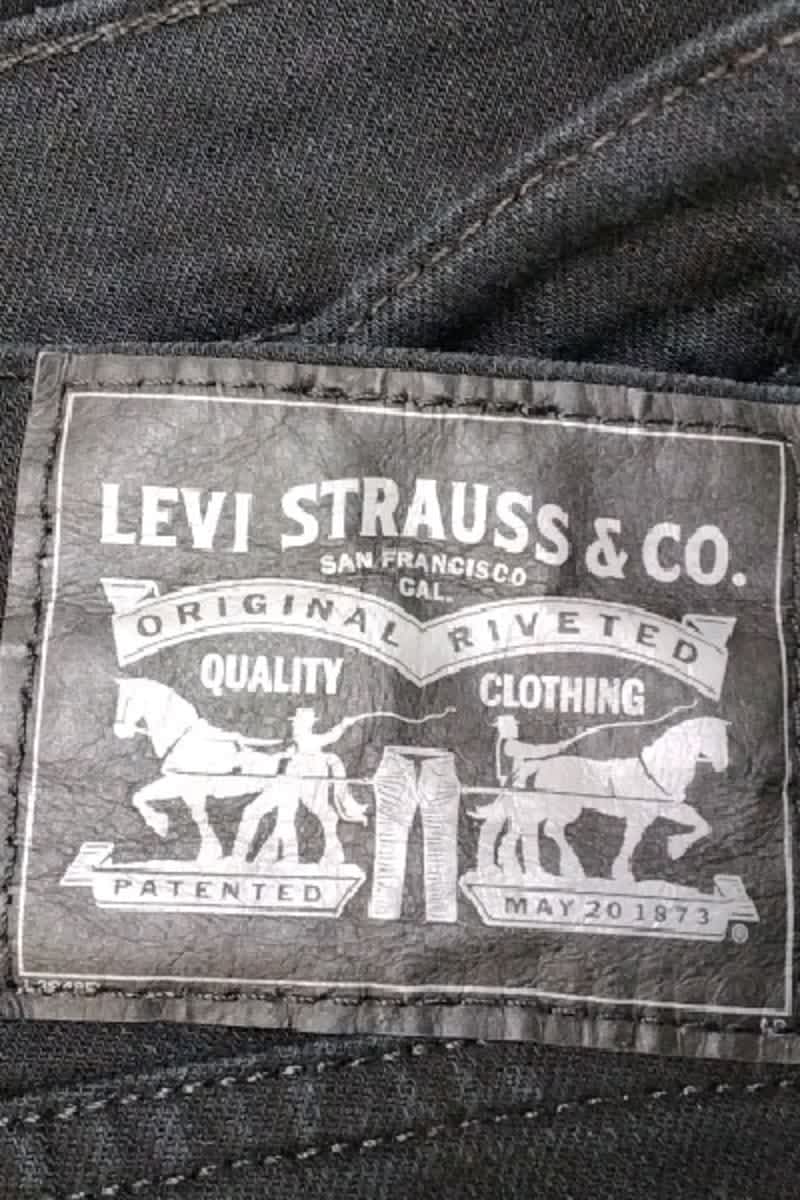 LEVI STRAUSS & CO.
SAN FRANCISCO
CAL.
ORIGINAL RIVETED
QUALITY CLOTHING
PATENTED MAY 20 1873